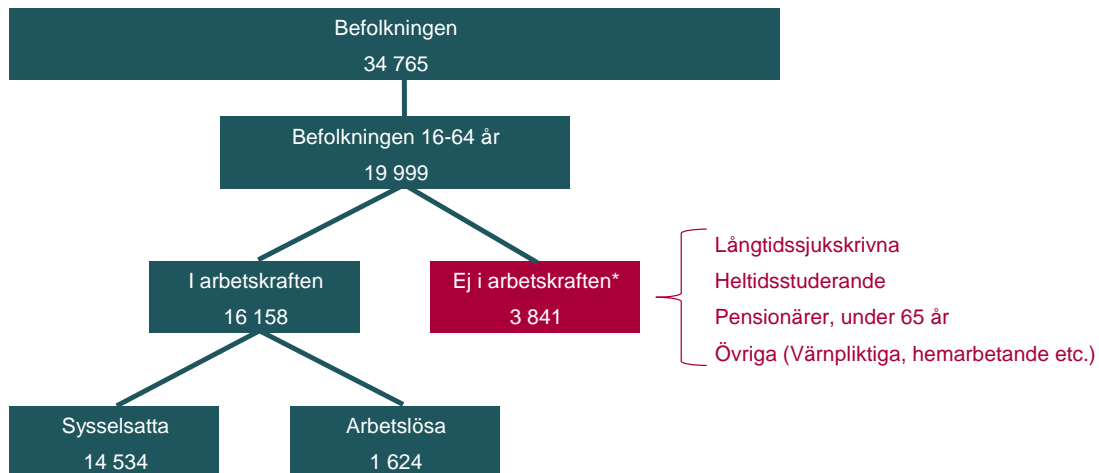 Befolkningen
34 765
Befolkningen 16-64 år
19 999
I arbetskraften
16 158
Ej i arbetskraften*
3 841
Långtidssjukskrivna
Heltidsstuderande
Pensionärer, under 65 år
Övriga (Värnpliktiga, hemarbetande etc.)
Sysselsatta
14 534
Arbetslösa
1 624